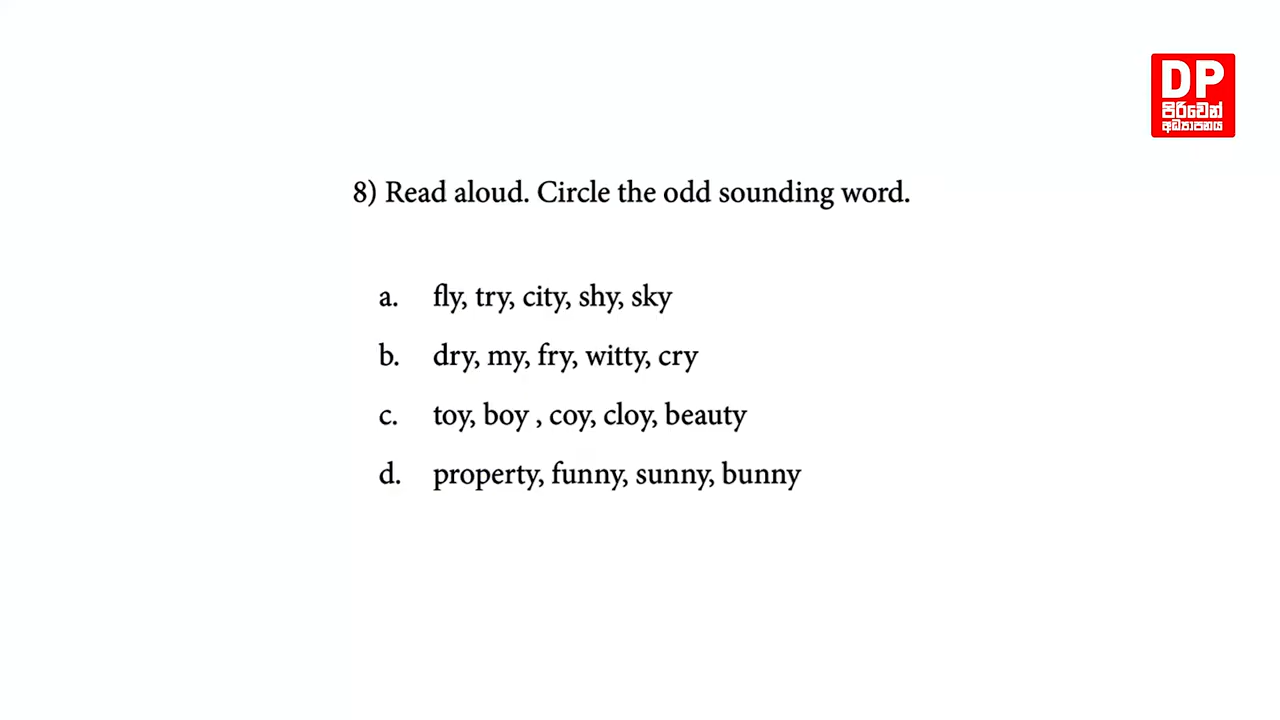 DP
පිරිවෙන්
අධ්‍යාපනය
8) Read aloud. Circle the odd sounding word.
a. fly, try, city, shy, sky
b. dry, my, fry, witty, cry
c. toy, boy , coy, cloy, beauty
d. property, funny, sunny, bunny